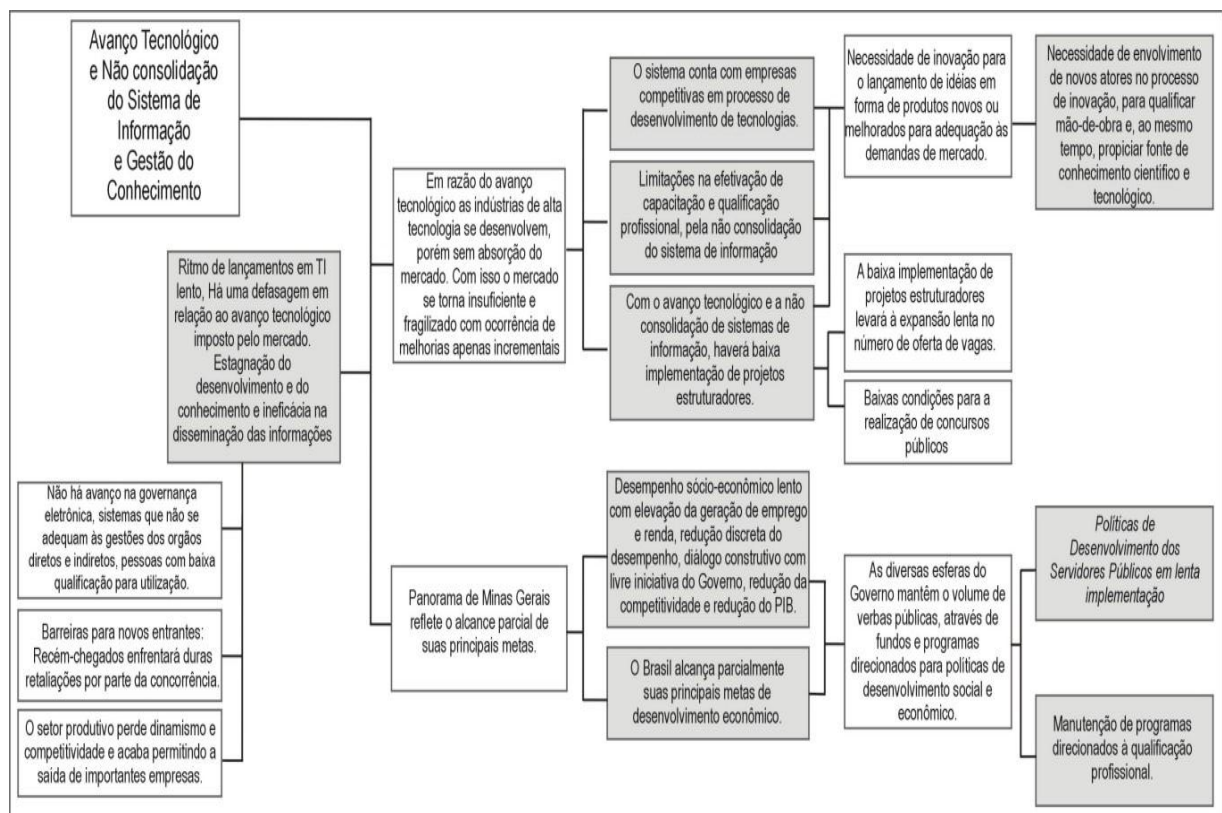 Avanço Tecnológico
e Não consolidação
do Sistema de
Informação
e Gestão do
Conhecimento
Ritmo de lançamentos em TI
lento, Há uma defasagem em
relação ao avanço tecnológico
imposto pelo mercado.
Estagnação do
desenvolvimento e do
conhecimento e ineficácia na
disseminação das informações
Não há avanço na governança
eletrônica, sistemas que não se
adequam às gestões dos orgãos
diretos e indiretos, pessoas com baixa
qualificação para utilização.
Barreiras para novos entrantes:
Recém-chegados enfrentará duras
retaliações por parte da concorrência.
O setor produtivo perde dinamismo e
competitividade e acaba permitindo a
saída de importantes empresas.
Em razão do avanço
tecnológico as indústrias de alta
tecnologia se desenvolvem,
porém sem absorção do
mercado. Com isso o mercado
se torna insuficiente e
fragilizado com ocorrência de
melhorias apenas incrementais
Panorama de Minas Gerais
reflete o alcance parcial de
suas principais metas.
O sistema conta com empresas
competitivas em processo de
desenvolvimento de tecnologias.
Limitações na efetivação de
capacitação e qualificação
profissional, pela não consolidação
do sistema de informação
Com o avanço tecnológico e a não
consolidação de sistemas de
informação, haverá baixa
implementação de projetos
estruturadores.
Desempenho sócio-econômico lento
com elevação da geração de emprego
e renda, redução discreta do
desempenho, diálogo construtivo com
livre iniciativa do Governo, redução da
competitividade e redução do PIB.
O Brasil alcança parcialmente
suas principais metas de
desenvolvimento econômico.
Necessidade de inovação para
o lançamento de idéias em
forma de produtos novos ou
melhorados para adequação às
demandas de mercado.
A baixa implementação de
projetos estruturadores
levará à expansão lenta no
número de oferta de vagas.
Baixas condições para a
realização de concursos
públicos
As diversas esferas do
Governo mantêm o volume de
verbas públicas, através de
fundos e programas
direcionados para políticas de
desenvolvimento social e
econômico.
Necessidade de envolvimento
de novos atores no processo
de inovação, para qualificar
mão-de-obra e, ao mesmo
tempo, propiciar fonte de
conhecimento científico e
tecnológico.
Políticas de
Desenvolvimento dos
Servidores Públicos em lenta
implementação
Manutenção de programas
direcionados à qualificação
profissional.